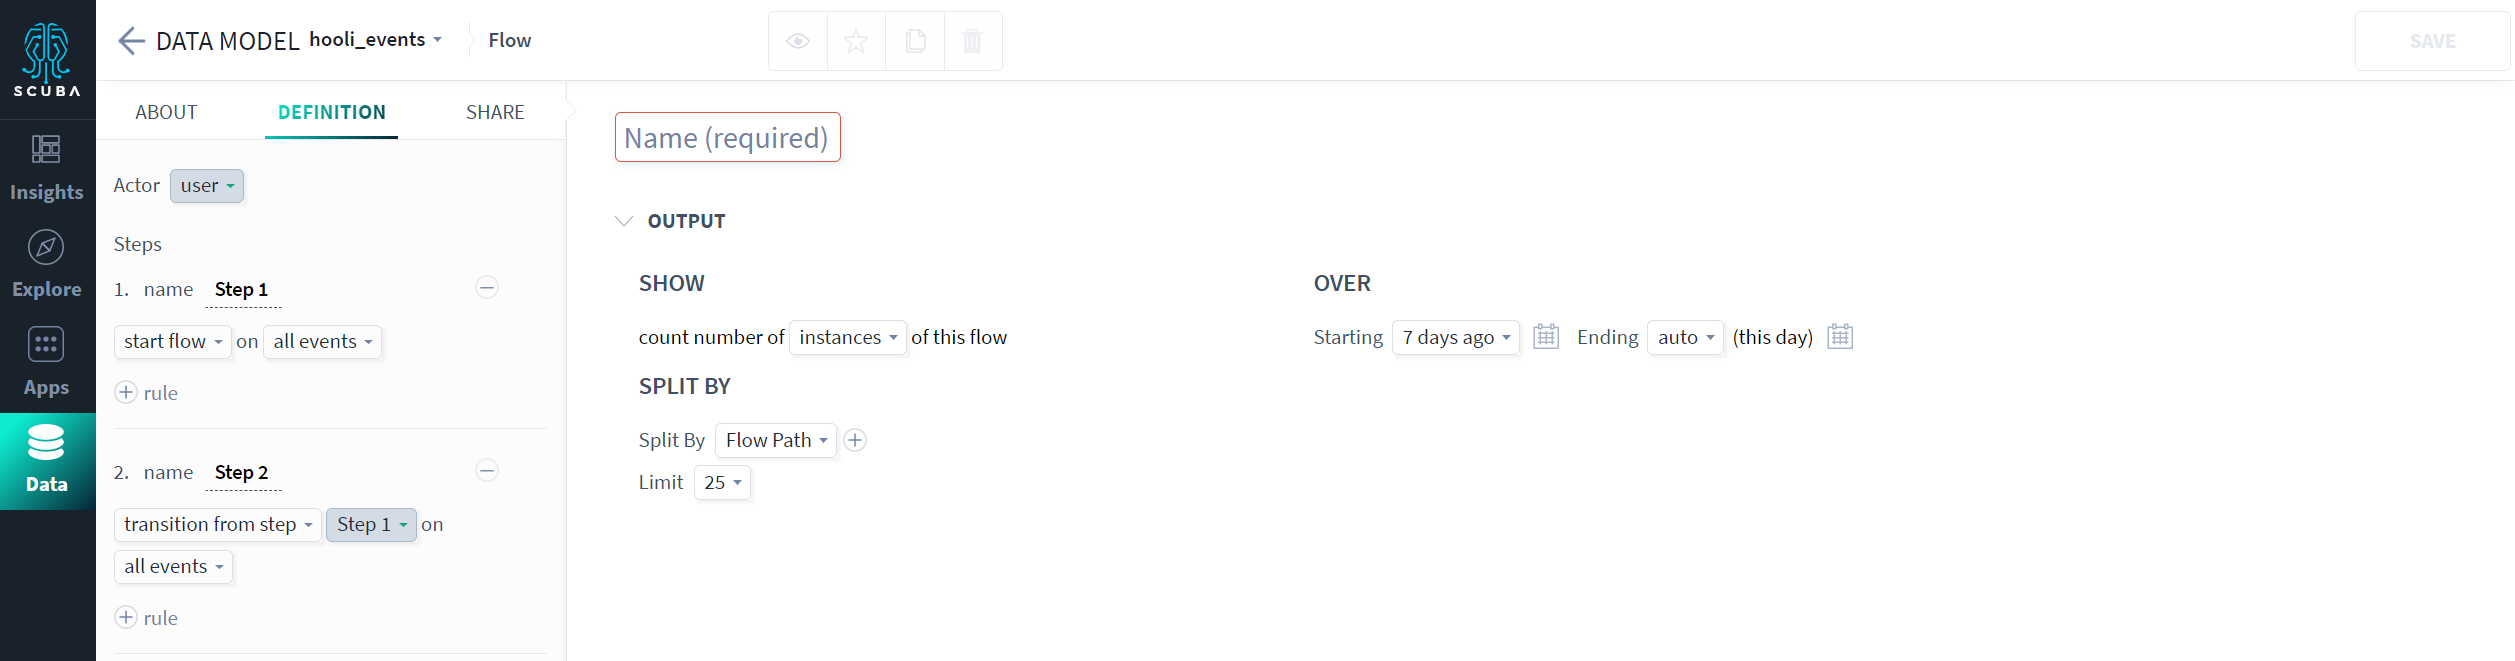 SCUBA
Insights
Explore
Apps
Data
DATA MODEL hooli_events Flow
SAVE
ABOUT DEFINITION SHARE
Actor user
Steps
1. name Step 1
start flow on all events
rule
2. name Step 2
transition from step Step 1 on
all events
rule
Name (required)
OUTPUT
SHOW
count number of instances of this flow
SPLIT BY
Split By Flow Path
Limit 25
OVER
Starting 7 days ago Ending auto (this day)